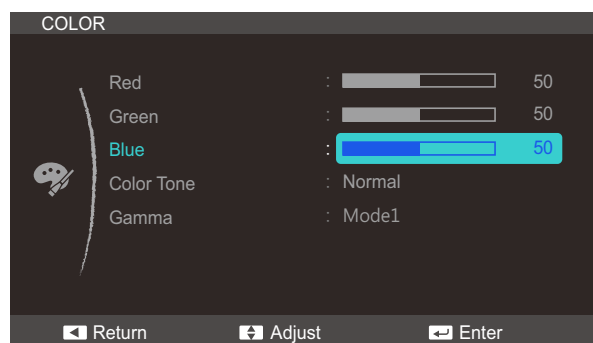 COLOR
Red : 50
Green : 50
Blue : 50
Color Tone : Normal
Gamma : Mode1
Return Adjust Enter